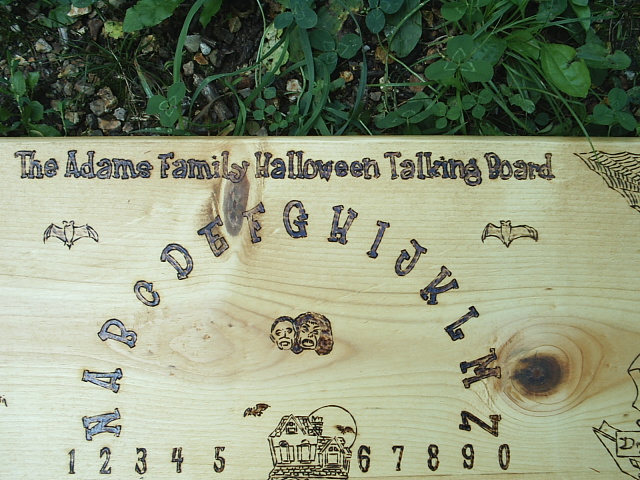 The Adams Family Halloween Talking Board
Z A B C D E F G H I J K L M N
1 2 3 4 5 6 7 8 9 0